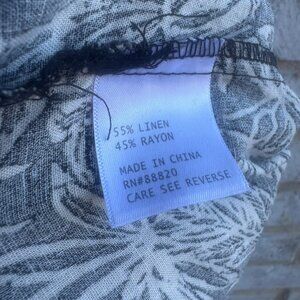 55% LINEN
45% RAYON
MADE IN CHINA
RN#88820
CARE SEE REVERSE